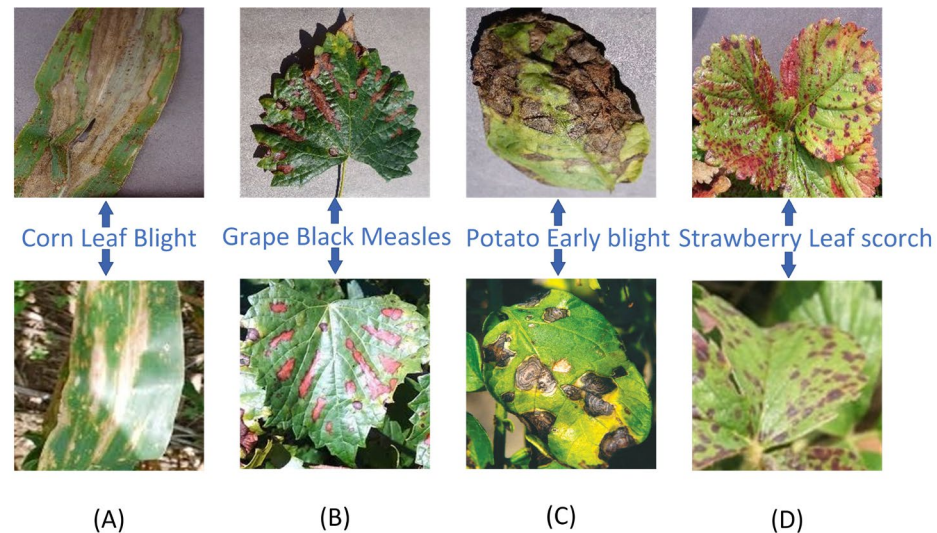 Corn Leaf Blight
Grape Black Measles
Potato Early blight
Strawberry Leaf scorch
(A)
(B)
(C)
(D)